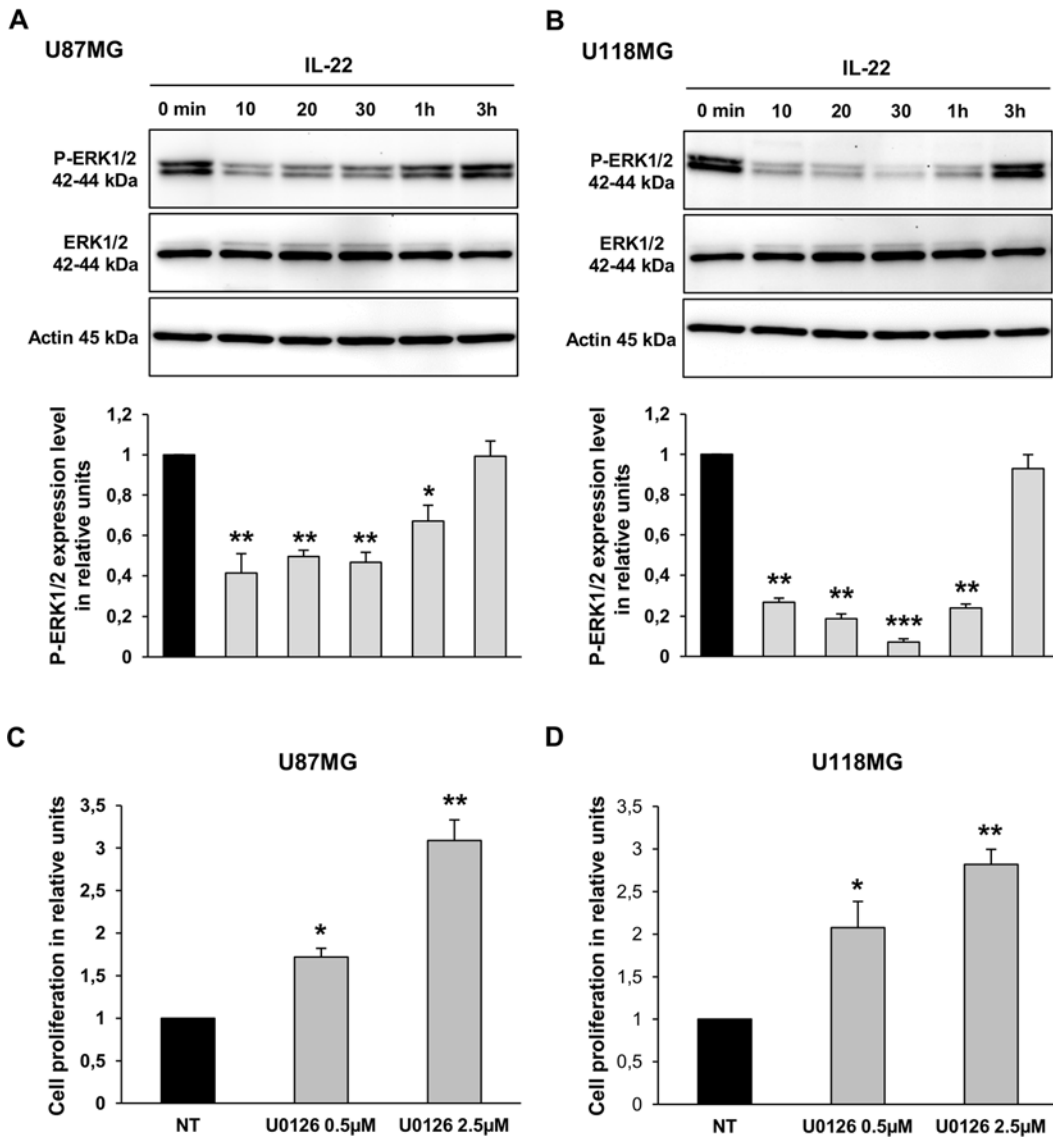 A
U87MG
IL-22
0 min 10 20 30 1h 3h
P-ERK1/2
42-44 kDa
ERK1/2
42-44 kDa
Actin 45 kDa
P-ERK1/2 expression level
in relative units
1,2
1
0,8
0,6
0,4
0,2
0
**
**
**
*
B
U118MG
IL-22
0 min 10 20 30 1h 3h
P-ERK1/2
42-44 kDa
ERK1/2
42-44 kDa
Actin 45 kDa
P-ERK1/2 expression level
in relative units
1,2
1
0,8
0,6
0,4
0,2
0
**
**
***
**
C
U87MG
Cell proliferation in relative units
3,5
3
2,5
2
1,5
1
0,5
0
*
**
NT U0126 0.5µM U0126 2.5µM
D
U118MG
Cell proliferation in relative units
3,5
3
2,5
2
1,5
1
0,5
0
*
**
NT U0126 0.5µM U0126 2.5µM